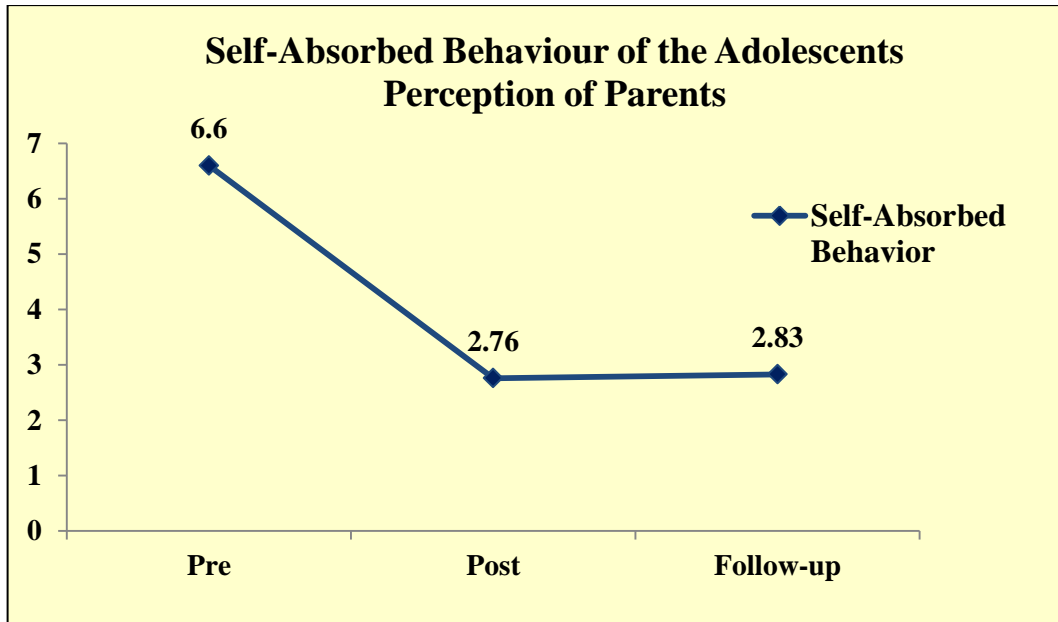 Self-Absorbed Behaviour of the Adolescents
Perception of Parents
6.6
7
6
5
4
3
2
1
0
2.76
2.83
Self-Absorbed
Behavior
Pre
Post
Follow-up